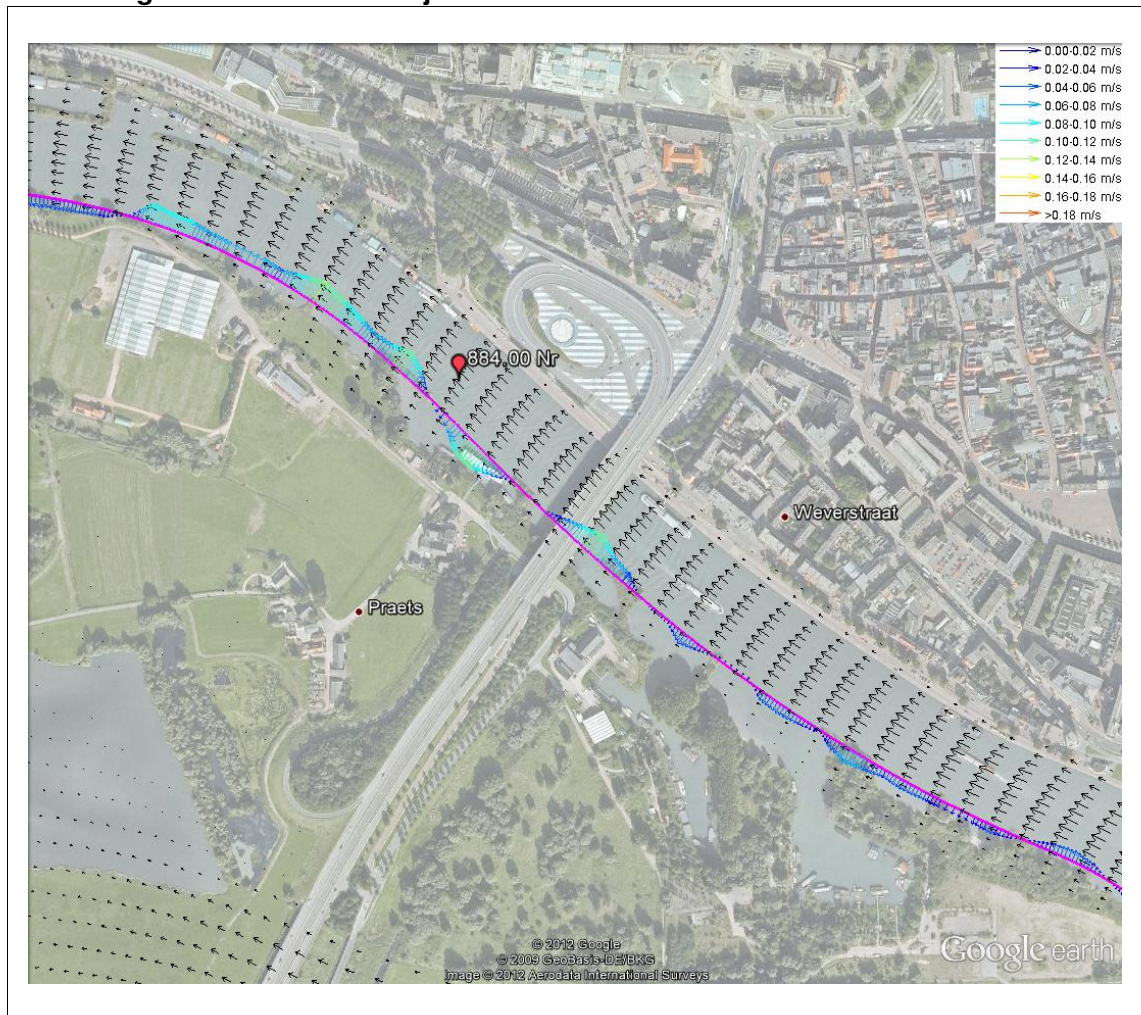 0.00-0.02 m/s
0.02-0.04 m/s
0.04-0.06 m/s
0.06-0.08 m/s
0.08-0.10 m/s
0.10-0.12 m/s
0.12-0.14 m/s
0.14-0.16 m/s
0.16-0.18 m/s
>0.18 m/s
884,00 Nr
Weverstraat
Praets
© 2012 Google
© 2009 GeoBasis-DE/BKG
Image © 2012 Aerodata International Surveys
Google earth